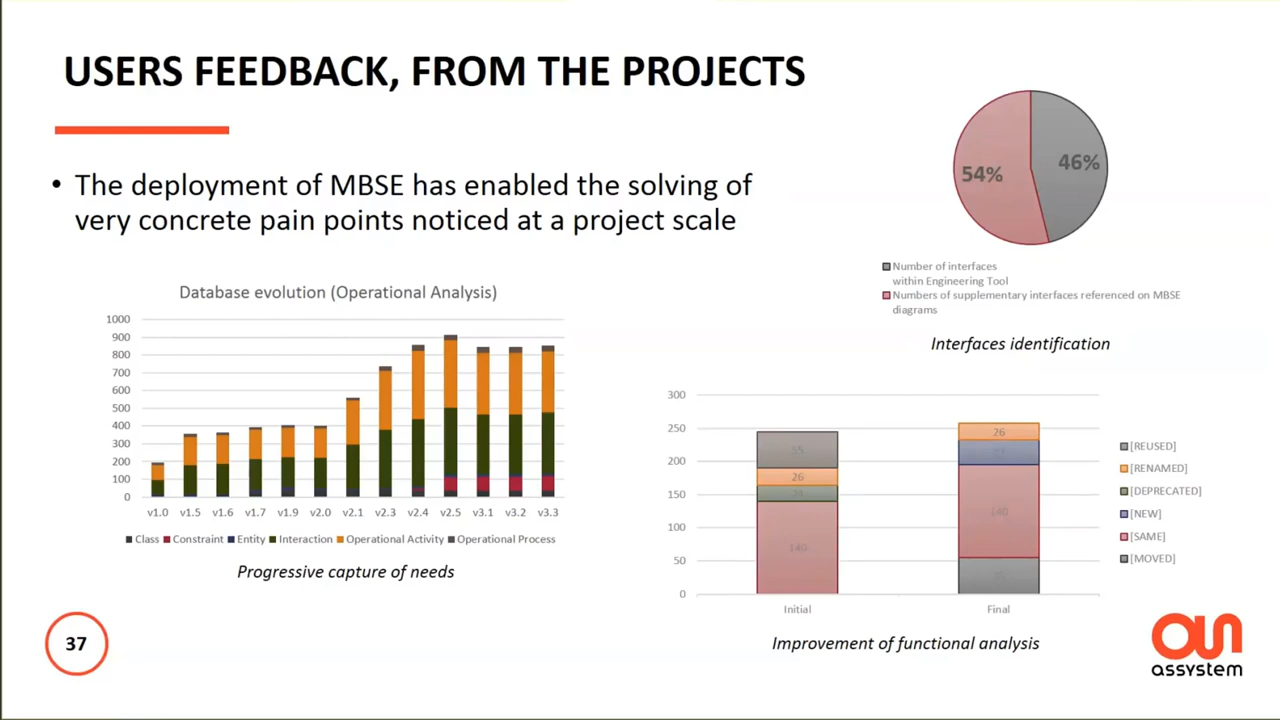 USERS FEEDBACK, FROM THE PROJECTS
• The deployment of MBSE has enabled the solving of
very concrete pain points noticed at a project scale
54%
46%
Number of interfaces
within Engineering Tool
Numbers of supplementary interfaces referenced on MBSE
diagrams
Interfaces identification
Database evolution (Operational Analysis)
1000
900
800
700
600
500
400
300
200
100
0
v1.0 v1.5 v1.6 v1.7 v1.9 v2.0 v2.1 v2.3 v2.4 v2.5 v3.1 v3.2 v3.3
Class Constraint Entity Interaction Operational Activity Operational Process
Progressive capture of needs
300
250
200
150
100
50
0
55
26
24
140
26
140
Initial Final
[REUSED]
[RENAMED]
[DEPRECATED]
[NEW]
[SAME]
[MOVED]
Improvement of functional analysis
37
assystem